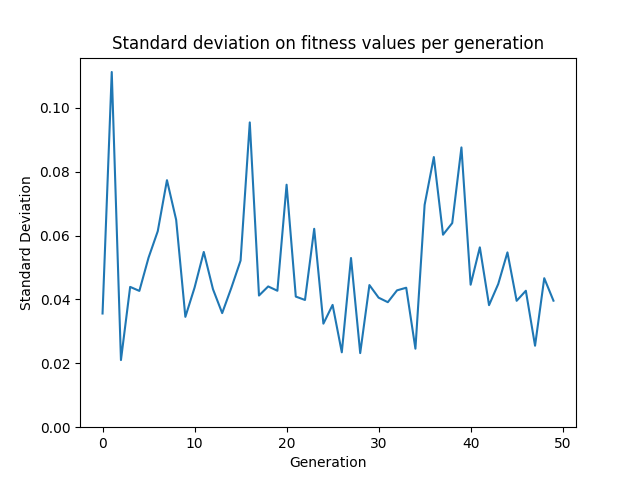 Standard deviation on fitness values per generation
0.10
0.08
0.06
0.04
0.02
0.00
Standard Deviation
0 10 20 30 40 50
Generation